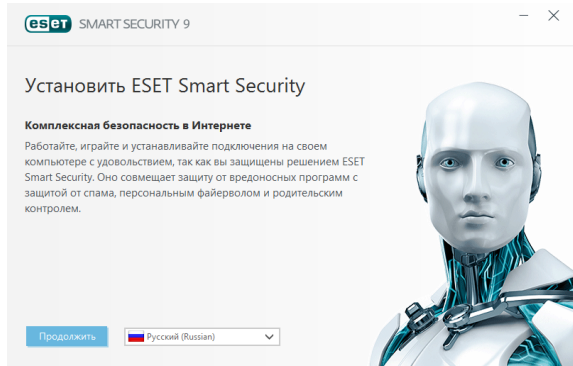 eset SMART SECURITY 9
Установить ESET Smart Security
Комплексная безопасность в Интернете
Работайте, играйте и устанавливайте подключения на своем
компьютере с удовольствием, так как вы защищены решением ESET
Smart Security. Оно совмещает защиту от вредоносных программ с
защитой от спама, персональным файерволом и родительским
контролем.
Продолжить
Русский (Russian)